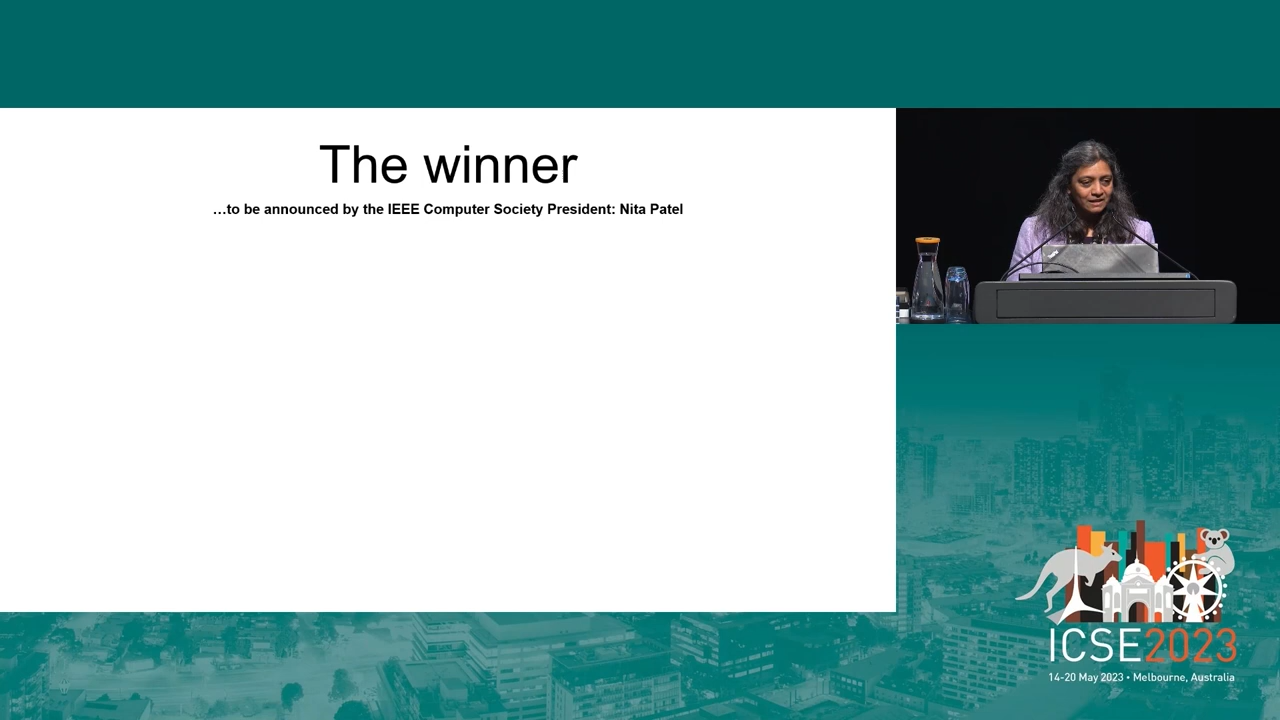 The winner
…to be announced by the IEEE Computer Society President: Nita Patel
ICSE2023
14-20 May 2023 • Melbourne, Australia